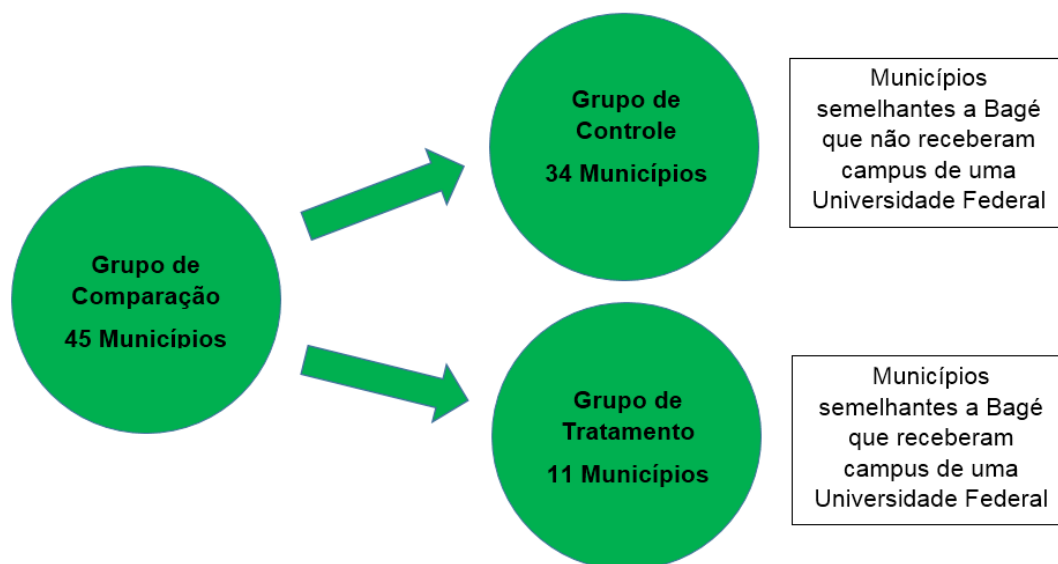 Grupo de
Comparação
45 Municípios
Grupo de
Controle
34 Municípios
Municípios
semelhantes a Bagé
que não receberam
campus de uma
Universidade Federal
Grupo de
Tratamento
11 Municípios
Municípios
semelhantes a Bagé
que receberam
campus de uma
Universidade Federal